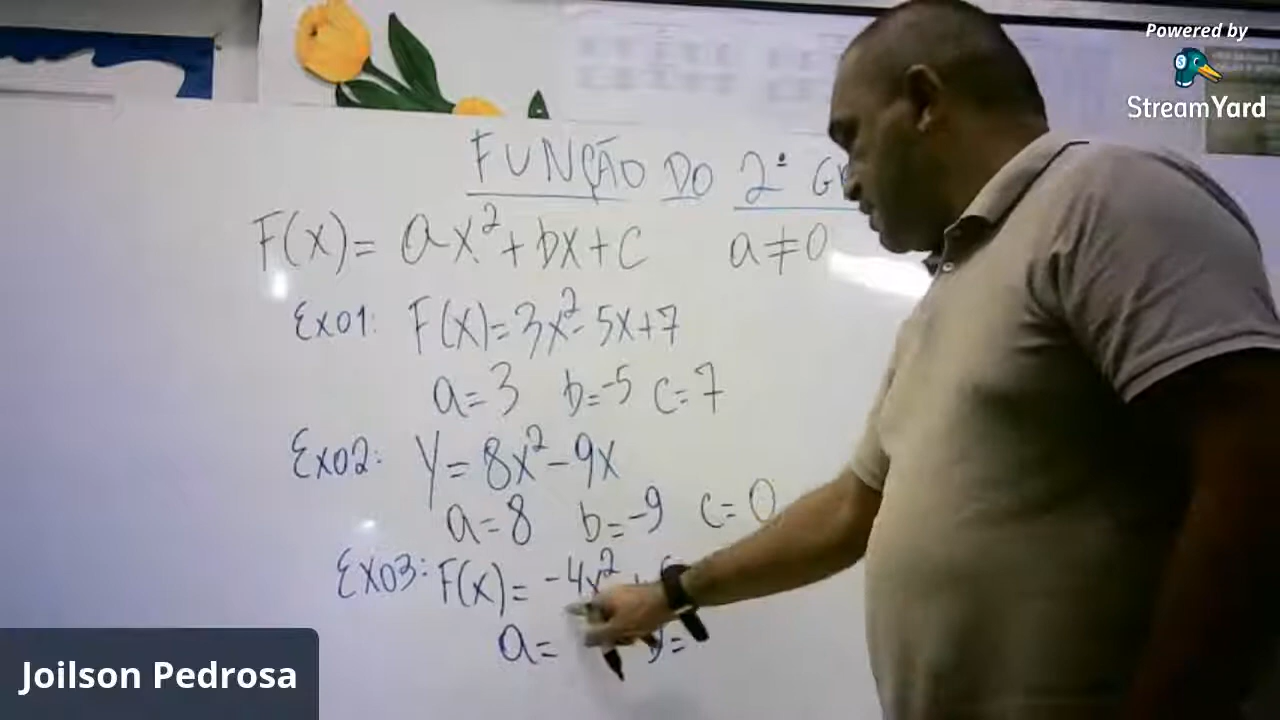 Powered by
StreamYard
FUNÇÃO DO 2º
F(x)= ax²+bx+c a≠0
Ex01: F(x)=3x²-5x+7
a=3 b=-5 c=7
Ex02: y=8x²-9x
a=8 b=-9 c=0
Ex03: F(x)= -4x² +
a= b=
Joilson Pedrosa